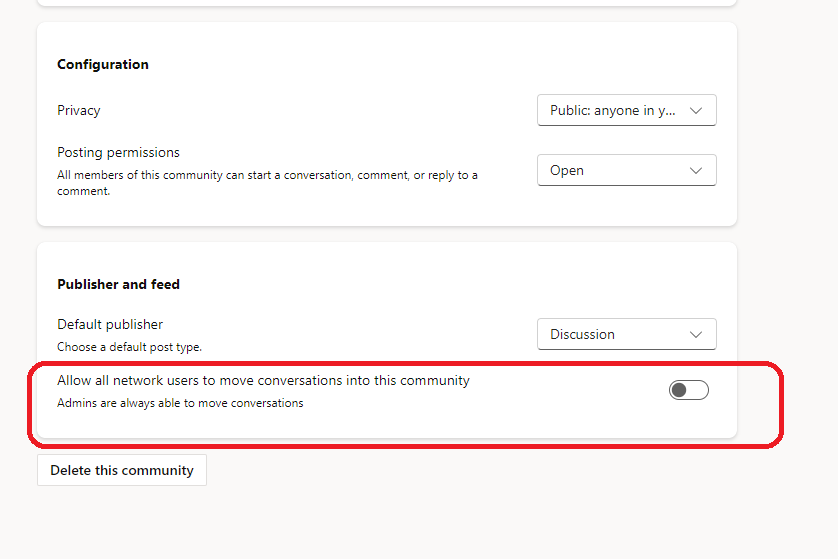 Configuration
Privacy
Public: anyone in y...
Posting permissions
All members of this community can start a conversation, comment, or reply to a
comment.
Open
Publisher and feed
Default publisher
Choose a default post type.
Discussion
Allow all network users to move conversations into this community
Admins are always able to move conversations
Delete this community